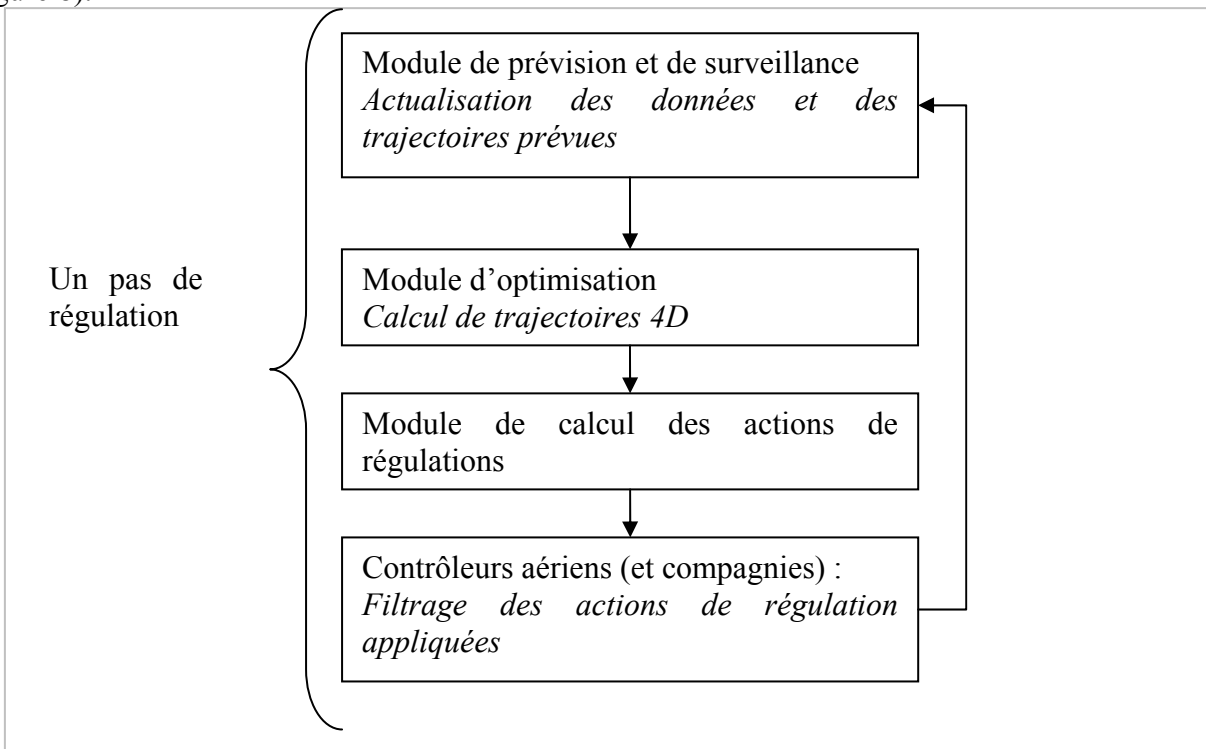 Module de prévision et de surveillance
Actualisation des données et des
trajectoires prévues
Un pas de
régulation
Module d'optimisation
Calcul de trajectoires 4D
Module de calcul des actions de
régulations
Contrôleurs aériens (et compagnies) :
Filtrage des actions de régulation
appliquées